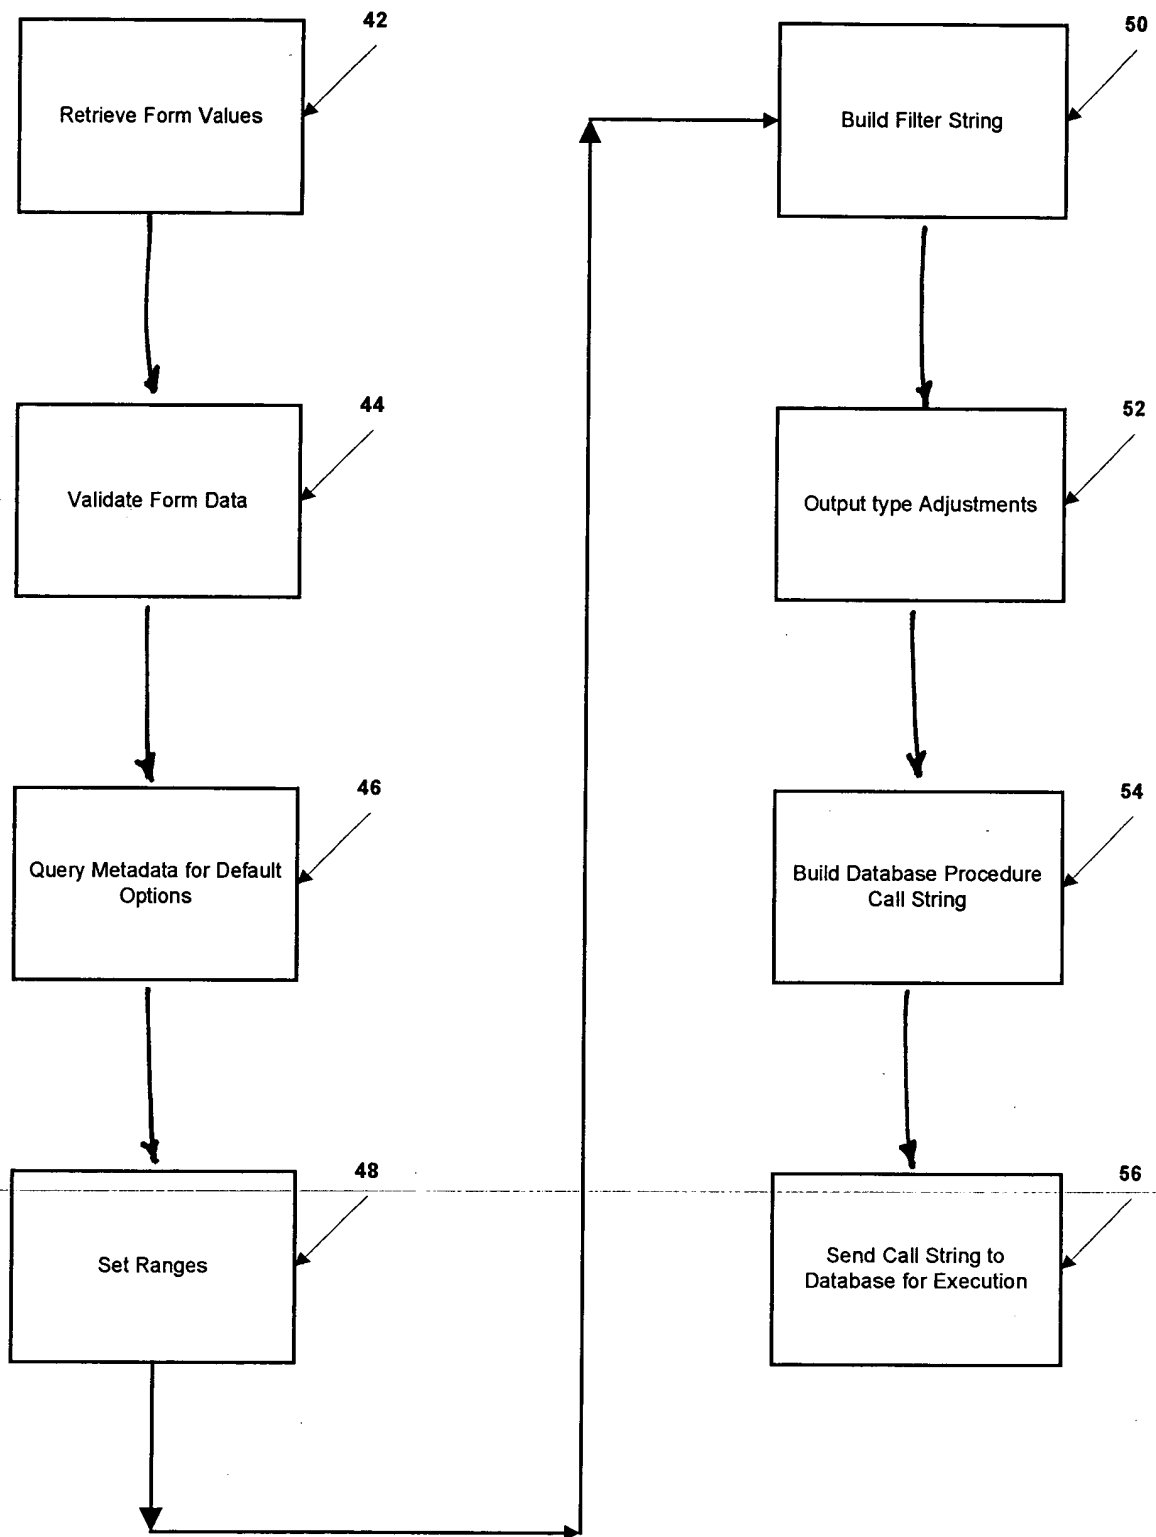 42
Retrieve Form Values
44
Validate Form Data
46
Query Metadata for Default
Options
48
Set Ranges
50
Build Filter String
52
Output type Adjustments
54
Build Database Procedure
Call String
56
Send Call String to
Database for Execution